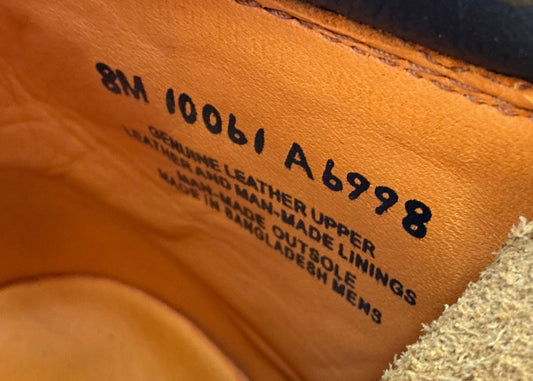 8M 10061 A6998
GENUINE LEATHER UPPER
LEATHER AND MAN-MADE LININGS
MAN-MADE OUTSOLE
MADE IN BANGLADESH MENS